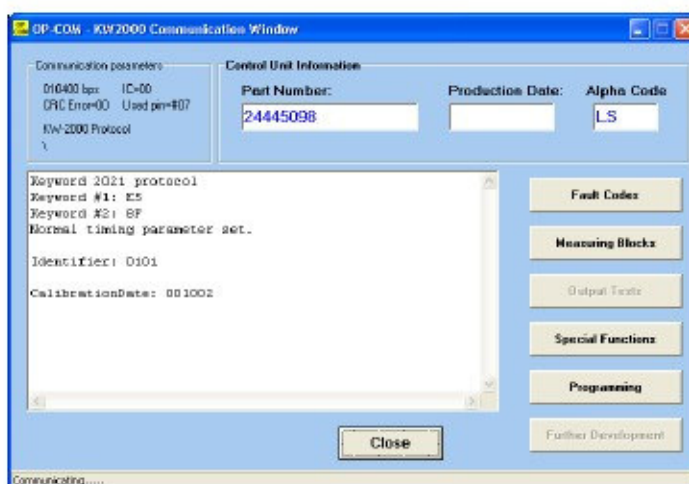 OP-COM - KW2000 Communication Window
Communication parameters
010400 bps IC=00
CRC Error=00 Used pin=#07
KW-2000 Protocol
\
Control Unit Information
Part Number:
24445098
Production Date:
Alpha Code
LS
Keyword 2021 protocol
Keyword #1: E5
Keyword #2: 8F
Normal timing parameter set.
Identifier: 0101
CalibrationDate: 001002
Fault Codes
Measuring Blocks
Output Tests
Special Functions
Programming
Further Development
Close
Communicating.....